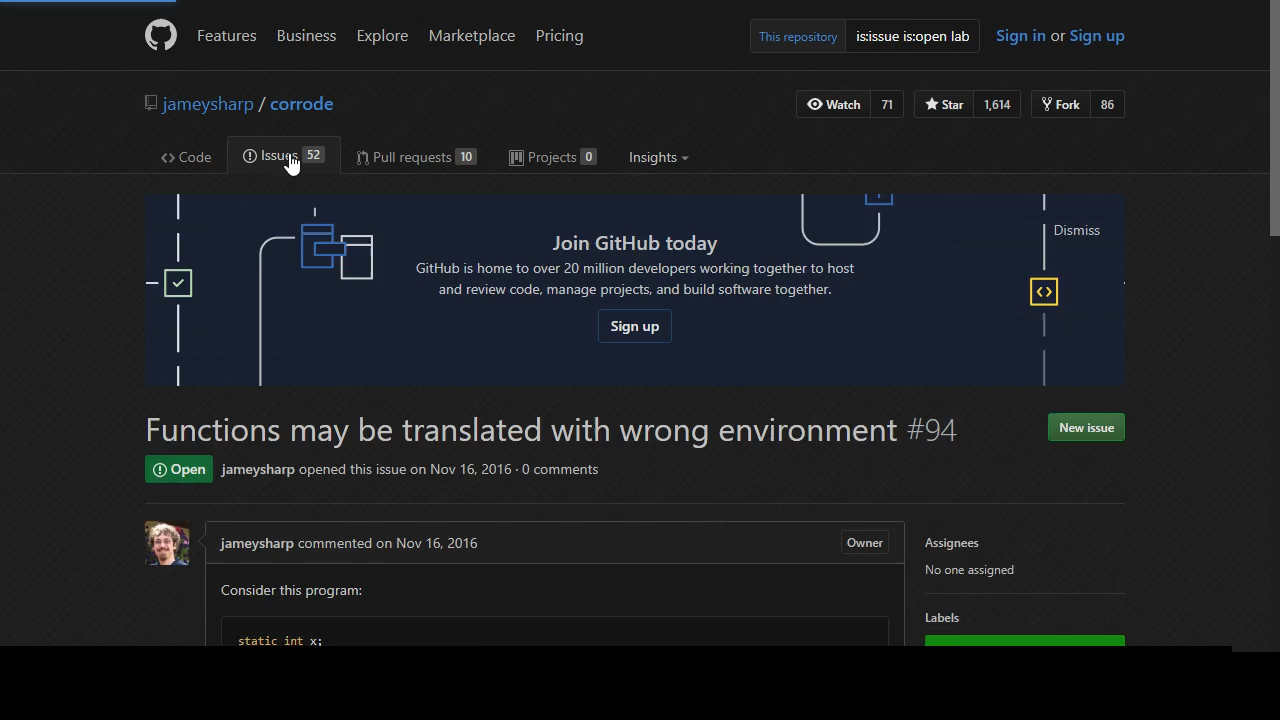 Features Business Explore Marketplace Pricing This repository is:issue is:open lab Sign in or Sign up
jameysharp / corrode Watch 71 Star 1,614 Fork 86
Code Issues 52 Pull requests 10 Projects 0 Insights
Join GitHub today
Dismiss
GitHub is home to over 20 million developers working together to host
and review code, manage projects, and build software together.
Sign up
Functions may be translated with wrong environment #94
New issue
Open jameysharp opened this issue on Nov 16, 2016 · 0 comments
jameysharp commented on Nov 16, 2016 Owner
Consider this program:
static int x;
Assignees
No one assigned
Labels